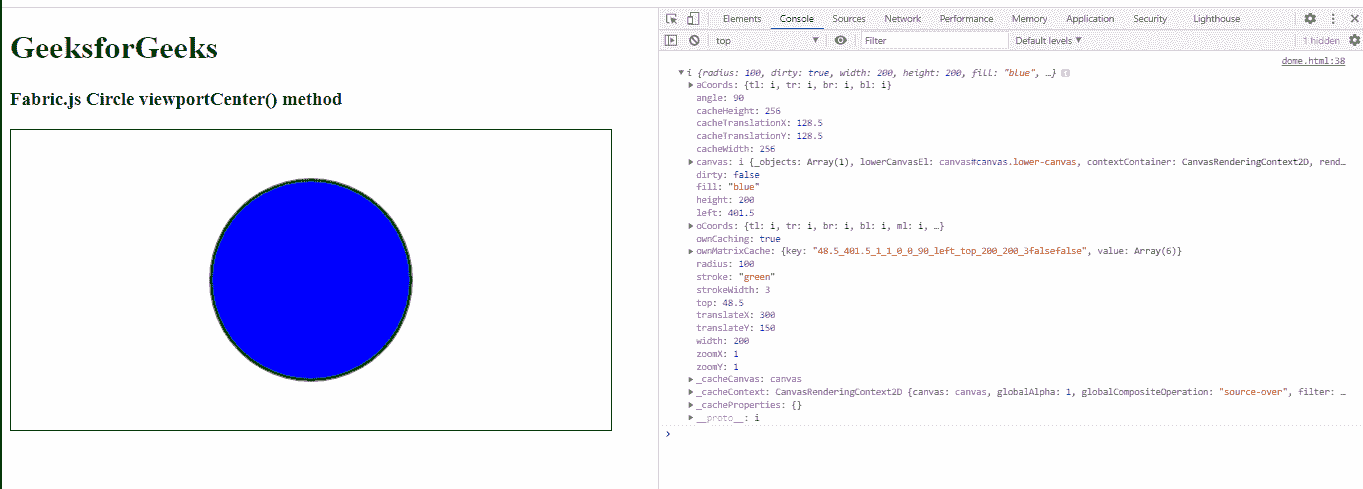 GeeksforGeeks
Fabric.js Circle viewportCenter() method
Elements Console Sources Network Performance Memory Application Security Lighthouse
top Filter Default levels 1 hidden
dome.html:38
i {radius: 100, dirty: true, width: 200, height: 200, fill: "blue", …} i
aCoords: {tl: i, tr: i, br: i, bl: i}
angle: 90
cacheHeight: 256
cacheTranslationX: 128.5
cacheTranslationY: 128.5
cacheWidth: 256
canvas: i {_objects: Array(1), lowerCanvasEl: canvas#canvas.lower-canvas, contextContainer: CanvasRenderingContext2D, rend…
dirty: false
fill: "blue"
height: 200
left: 401.5
oCoords: {tl: i, tr: i, br: i, bl: i, ml: i, …}
ownCaching: true
ownMatrixCache: {key: "48.5_401.5_1_1_0_0_90_left_top_200_200_3falsefalse", value: Array(6)}
radius: 100
stroke: "green"
strokeWidth: 3
top: 48.5
translateX: 300
translateY: 150
width: 200
zoomX: 1
zoomY: 1
_cacheCanvas: canvas
_cacheContext: CanvasRenderingContext2D {canvas: canvas, globalAlpha: 1, globalCompositeOperation: "source-over", filter: …
_cacheProperties: {}
__proto__: i